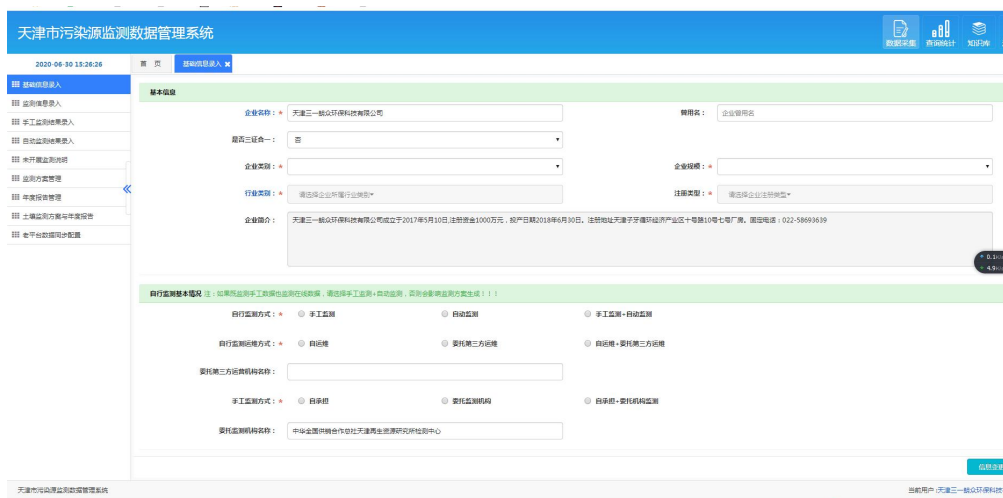 天津市污染源监测数据管理系统
数据采集 查询统计 知识库
2020-06-30 15:26:26 首 页 基础信息录入 ×
基础信息录入
监测信息录入
手工监测结果录入
自动监测结果录入
未开展监测说明
监测方案管理
年度报告管理
土壤监测方案与年度报告
老平台数据同步配置
基本信息
企业名称：* 天津三一朗众环保科技有限公司 曾用名： 企业曾用名
是否三证合一： 否
企业类别：* 企业规模：*
行业类别：* 请选择企业所属行业类别 注册类型：* 请选择企业注册类型
企业简介： 天津三一朗众环保科技有限公司成立于2017年5月10日,注册资金1000万元，投产日期2018年6月30日。注册地址天津子牙循环经济产业区十号路10号七号厂房。固定电话：022-58693639
0.1K/s
4.9K/s
自行监测基本情况 注：如果既监测手工数据也监测在线数据，请选择手工监测+自动监测，否则会影响监测方案生成！！！
自行监测方式：* 手工监测 自动监测 手工监测+自动监测
自行监测运维方式：* 自运维 委托第三方运维 自运维+委托第三方运维
委托第三方运营机构名称：
手工监测方式：* 自承担 委托监测机构 自承担+委托机构监测
委托监测机构名称： 中华全国供销合作总社天津再生资源研究所检测中心
信息变更
天津市污染源监测数据管理系统 当前用户:天津三一朗众环保科技